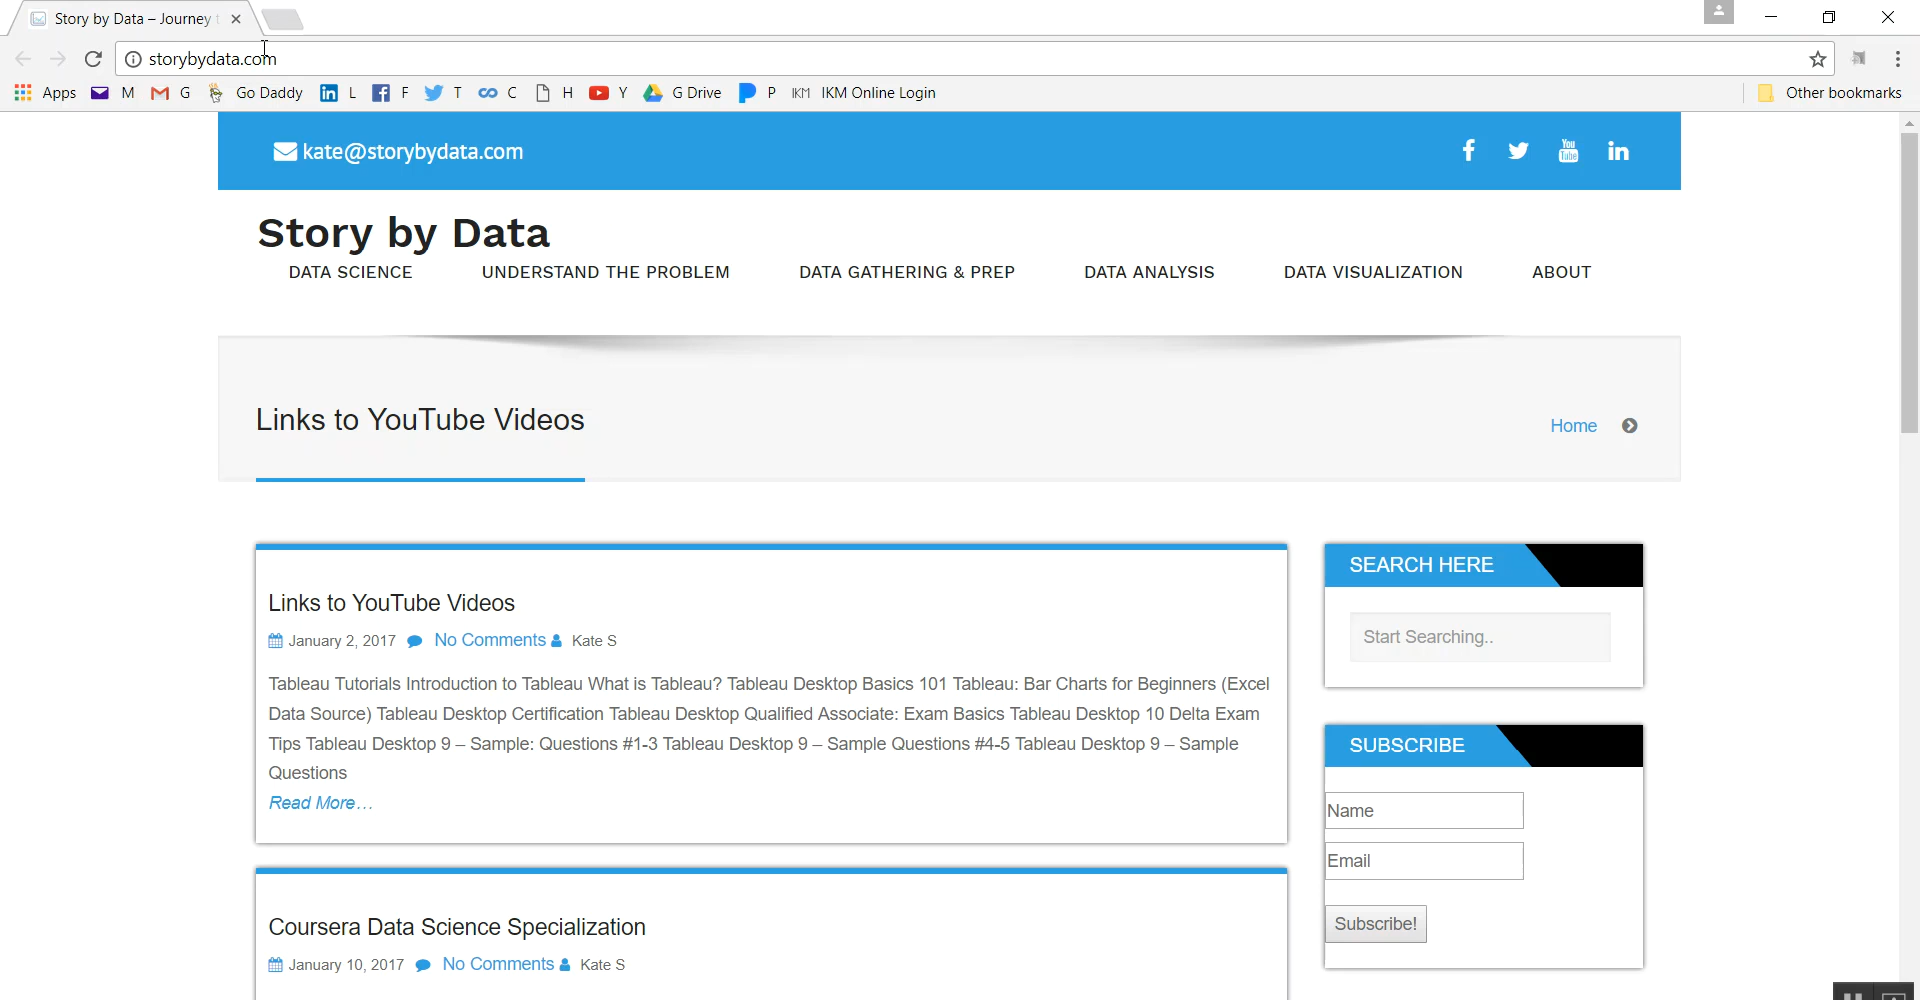 Story by Data – Journey t
storybydata.com
Apps M G Go Daddy L F T C H Y G Drive P IKM IKM Online Login Other bookmarks
kate@storybydata.com
You Tube
Story by Data
DATA SCIENCE UNDERSTAND THE PROBLEM DATA GATHERING & PREP DATA ANALYSIS DATA VISUALIZATION ABOUT
Links to YouTube Videos
Home
Links to YouTube Videos
January 2, 2017 No Comments Kate S
Tableau Tutorials Introduction to Tableau What is Tableau? Tableau Desktop Basics 101 Tableau: Bar Charts for Beginners (Excel
Data Source) Tableau Desktop Certification Tableau Desktop Qualified Associate: Exam Basics Tableau Desktop 10 Delta Exam
Tips Tableau Desktop 9 – Sample: Questions #1-3 Tableau Desktop 9 – Sample Questions #4-5 Tableau Desktop 9 – Sample
Questions
Read More…
Coursera Data Science Specialization
January 10, 2017 No Comments Kate S
SEARCH HERE
Start Searching..
SUBSCRIBE
Name
Email
Subscribe!